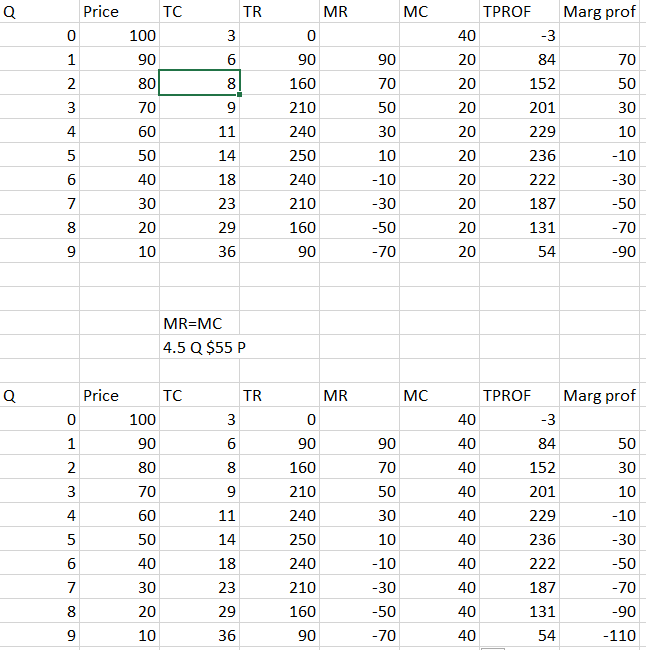 Q Price TC TR MR MC TPROF Marg prof
0 100 3 0 40 -3
1 90 6 90 90 20 84 70
2 80 8 160 70 20 152 50
3 70 9 210 50 20 201 30
4 60 11 240 30 20 229 10
5 50 14 250 10 20 236 -10
6 40 18 240 -10 20 222 -30
7 30 23 210 -30 20 187 -50
8 20 29 160 -50 20 131 -70
9 10 36 90 -70 20 54 -90
MR=MC
4.5 Q $55 P
Q Price TC TR MR MC TPROF Marg prof
0 100 3 0 40 -3
1 90 6 90 90 40 84 50
2 80 8 160 70 40 152 30
3 70 9 210 50 40 201 10
4 60 11 240 30 40 229 -10
5 50 14 250 10 40 236 -30
6 40 18 240 -10 40 222 -50
7 30 23 210 -30 40 187 -70
8 20 29 160 -50 40 131 -90
9 10 36 90 -70 40 54 -110